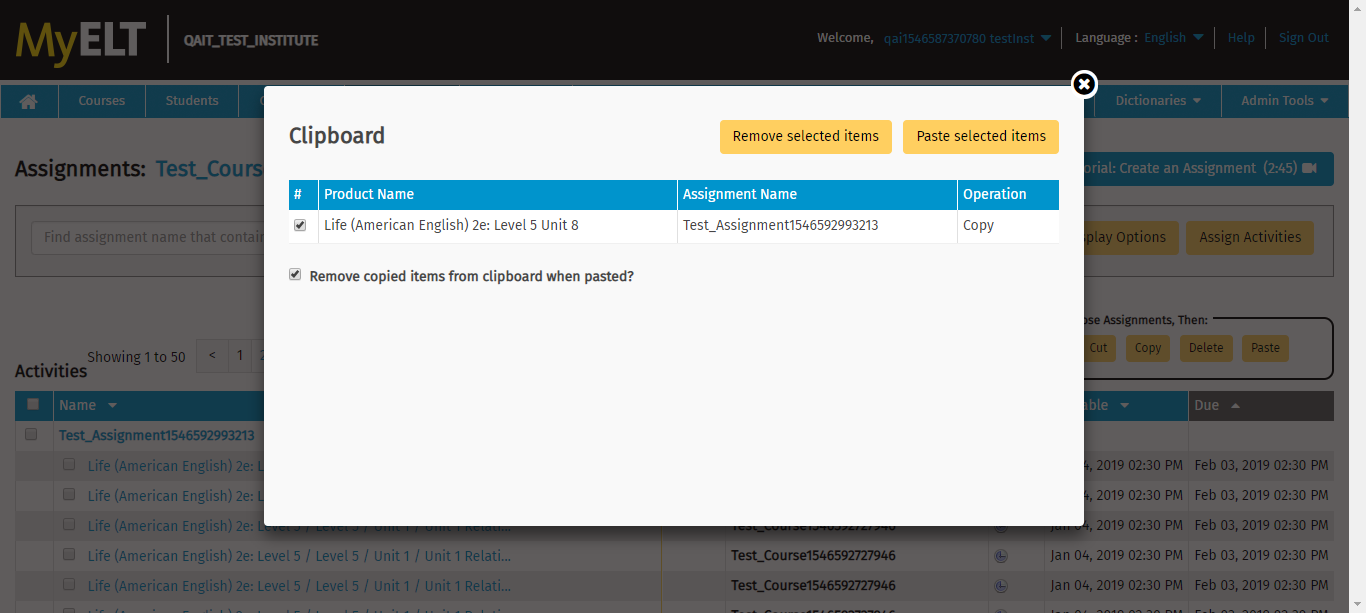 MyELT QAIT_TEST_INSTITUTE Welcome, qai1546587370780 testInst Language : English Help Sign Out
Courses Students Dictionaries Admin Tools
Clipboard Remove selected items Paste selected items
Assignments: Test_Cours orial: Create an Assignment (2:45)
# Product Name Assignment Name Operation
Life (American English) 2e: Level 5 Unit 8 Test_Assignment1546592993213 Copy
Find assignment name that contain play Options Assign Activities
Remove copied items from clipboard when pasted?
ose Assignments, Then:
Showing 1 to 50 < 1 2 Cut Copy Delete Paste
Activities
Name able Due
Test_Assignment1546592993213
Life (American English) 2e: L 4, 2019 02:30 PM Feb 03, 2019 02:30 PM
Life (American English) 2e: L 4, 2019 02:30 PM Feb 03, 2019 02:30 PM
Life (American English) 2e: Level 5 / Level 5 / Unit 1 / Unit 1 Relati... Test_Course1546592727946 Jan 04, 2019 02:30 PM Feb 03, 2019 02:30 PM
Life (American English) 2e: Level 5 / Level 5 / Unit 1 / Unit 1 Relati... Test_Course1546592727946 Jan 04, 2019 02:30 PM Feb 03, 2019 02:30 PM
Life (American English) 2e: Level 5 / Level 5 / Unit 1 / Unit 1 Relati... Test_Course1546592727946 Jan 04, 2019 02:30 PM Feb 03, 2019 02:30 PM